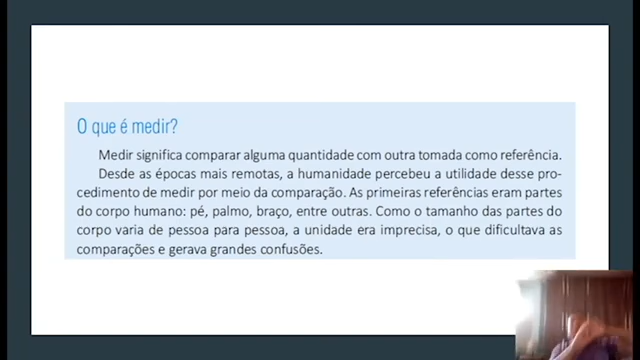 O que é medir?
Medir significa comparar alguma quantidade com outra tomada como referência.
Desde as épocas mais remotas, a humanidade percebeu a utilidade desse pro-
cedimento de medir por meio da comparação. As primeiras referências eram partes
do corpo humano: pé, palmo, braço, entre outras. Como o tamanho das partes do
corpo varia de pessoa para pessoa, a unidade era imprecisa, o que dificultava as
comparações e gerava grandes confusões.